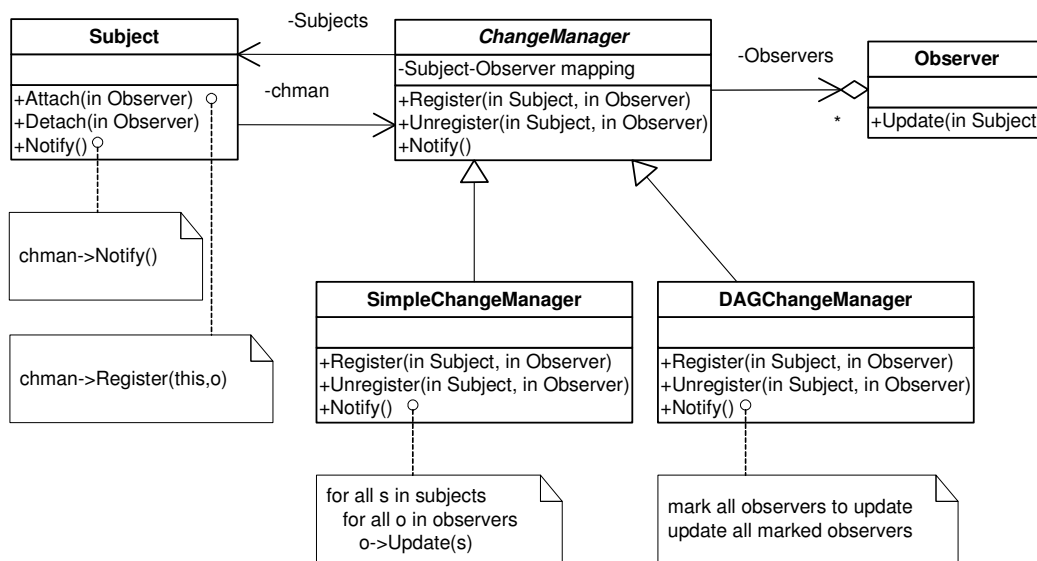 Subject
+Attach(in Observer)
+Detach(in Observer)
+Notify()
-Subjects
-chman
ChangeManager
-Subject-Observer mapping
+Register(in Subject, in Observer)
+Unregister(in Subject, in Observer)
+Notify()
-Observers
*
Observer
+Update(in Subject
chman->Notify()
chman->Register(this,o)
SimpleChangeManager
+Register(in Subject, in Observer)
+Unregister(in Subject, in Observer)
+Notify()
DAGChangeManager
+Register(in Subject, in Observer)
+Unregister(in Subject, in Observer)
+Notify()
for all s in subjects
for all o in observers
o->Update(s)
mark all observers to update
update all marked observers